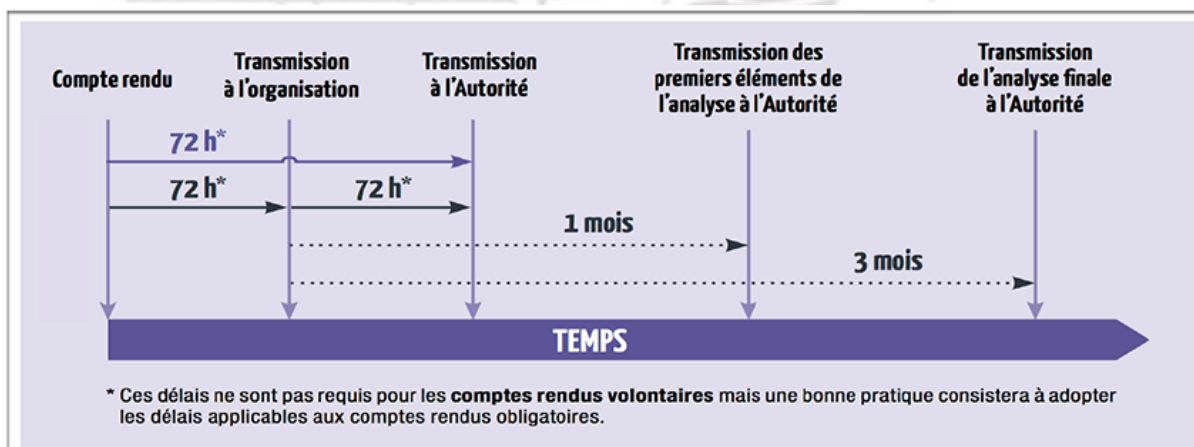 Compte rendu
Transmission
à l'organisation
Transmission
à l'Autorité
Transmission des
premiers éléments de
l'analyse à l'Autorité
Transmission
de l'analyse finale
à l'Autorité
72 h*
72 h*
72 h*
1 mois
3 mois
TEMPS
* Ces délais ne sont pas requis pour les comptes rendus volontaires mais une bonne pratique consistera à adopter
les délais applicables aux comptes rendus obligatoires.